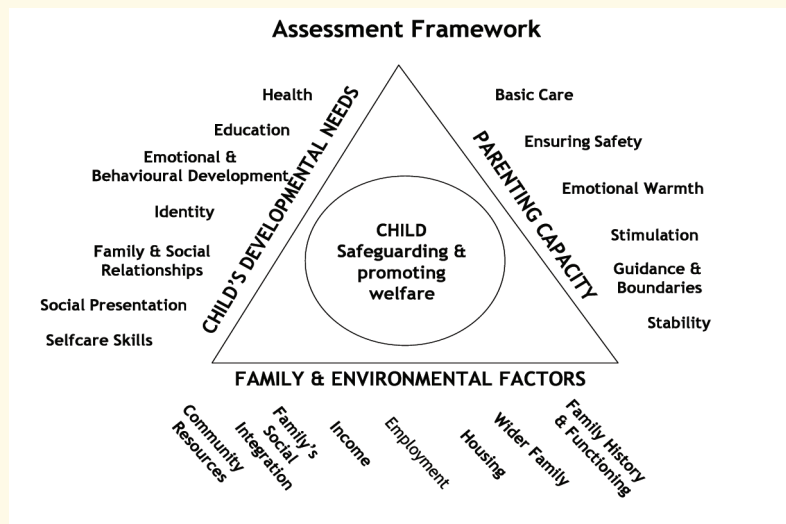 Assessment Framework
Health
Education
Emotional &
Behavioural Development
Identity
Family & Social
Relationships
Social Presentation
Selfcare Skills
CHILD'S DEVELOPMENTAL NEEDS
CHILD
Safeguarding &
promoting
welfare
PARENTING CAPACITY
Basic Care
Ensuring Safety
Emotional Warmth
Stimulation
Guidance &
Boundaries
Stability
FAMILY & ENVIRONMENTAL FACTORS
Community
Resources
Family's
Social
Integration
Income
Employment
Housing
Wider Family
Family History
& Functioning